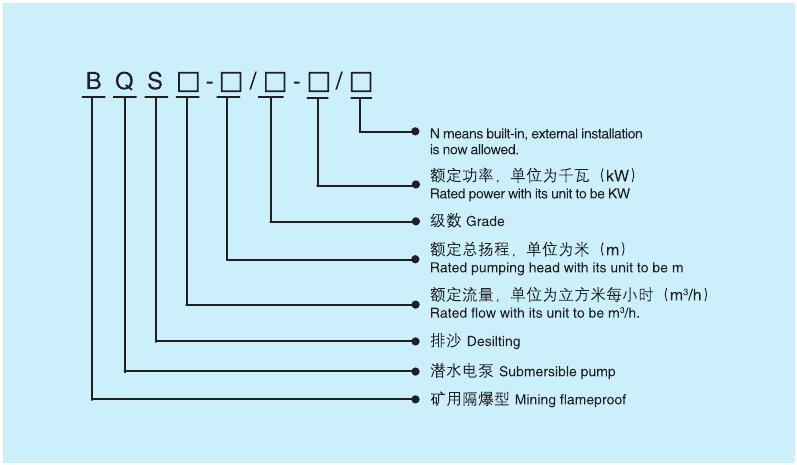 B Q S □ - □ / □ - □ / □
N means built-in, external installation
is now allowed.
额定功率，单位为千瓦（kW）
Rated power with its unit to be KW
级数 Grade
额定总扬程，单位为米（m）
Rated pumping head with its unit to be m
额定流量，单位为立方米每小时（m³/h）
Rated flow with its unit to be m³/h.
排沙 Desilting
潜水电泵 Submersible pump
矿用隔爆型 Mining flameproof